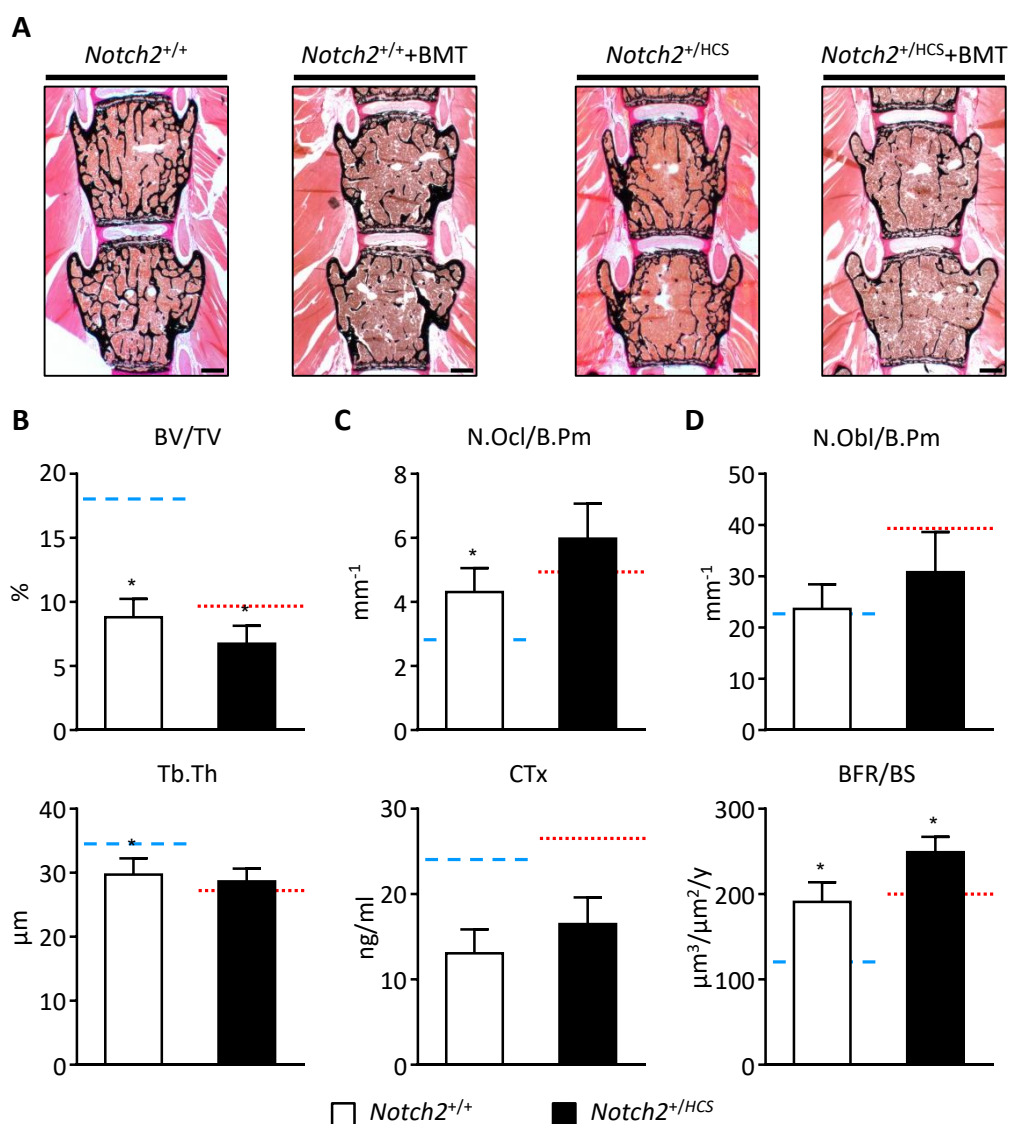 A
Notch2+/+
Notch2+/++BMT
Notch2+/HCS
Notch2+/HCS+BMT
B
BV/TV
20
15
10
5
0
%
*
*
C
N.Ocl/B.Pm
8
6
4
2
0
mm-1
*
D
N.Obl/B.Pm
50
40
30
20
10
0
mm-1
Tb.Th
40
30
20
10
0
µm
*
CTx
30
20
10
0
ng/ml
BFR/BS
300
200
100
0
µm3/µm2/y
*
*
Notch2+/+
Notch2+/HCS